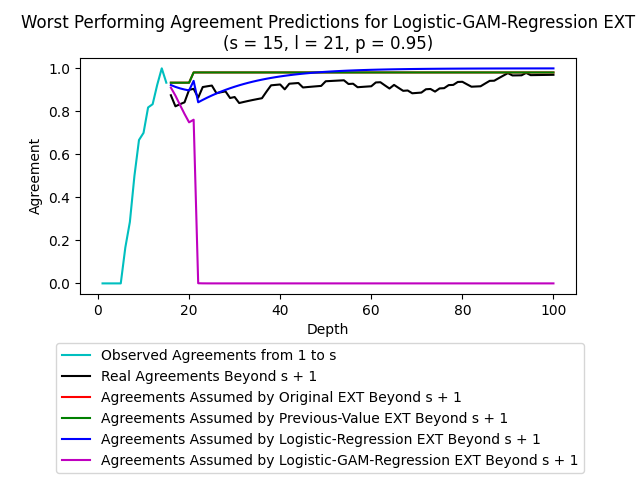 Worst Performing Agreement Predictions for Logistic-GAM-Regression EXT
(s = 15, l = 21, p = 0.95)
1.0
0.8
0.6
0.4
0.2
0.0
Agreement
0 20 40 60 80 100
Depth
Observed Agreements from 1 to s
Real Agreements Beyond s + 1
Agreements Assumed by Original EXT Beyond s + 1
Agreements Assumed by Previous-Value EXT Beyond s + 1
Agreements Assumed by Logistic-Regression EXT Beyond s + 1
Agreements Assumed by Logistic-GAM-Regression EXT Beyond s + 1